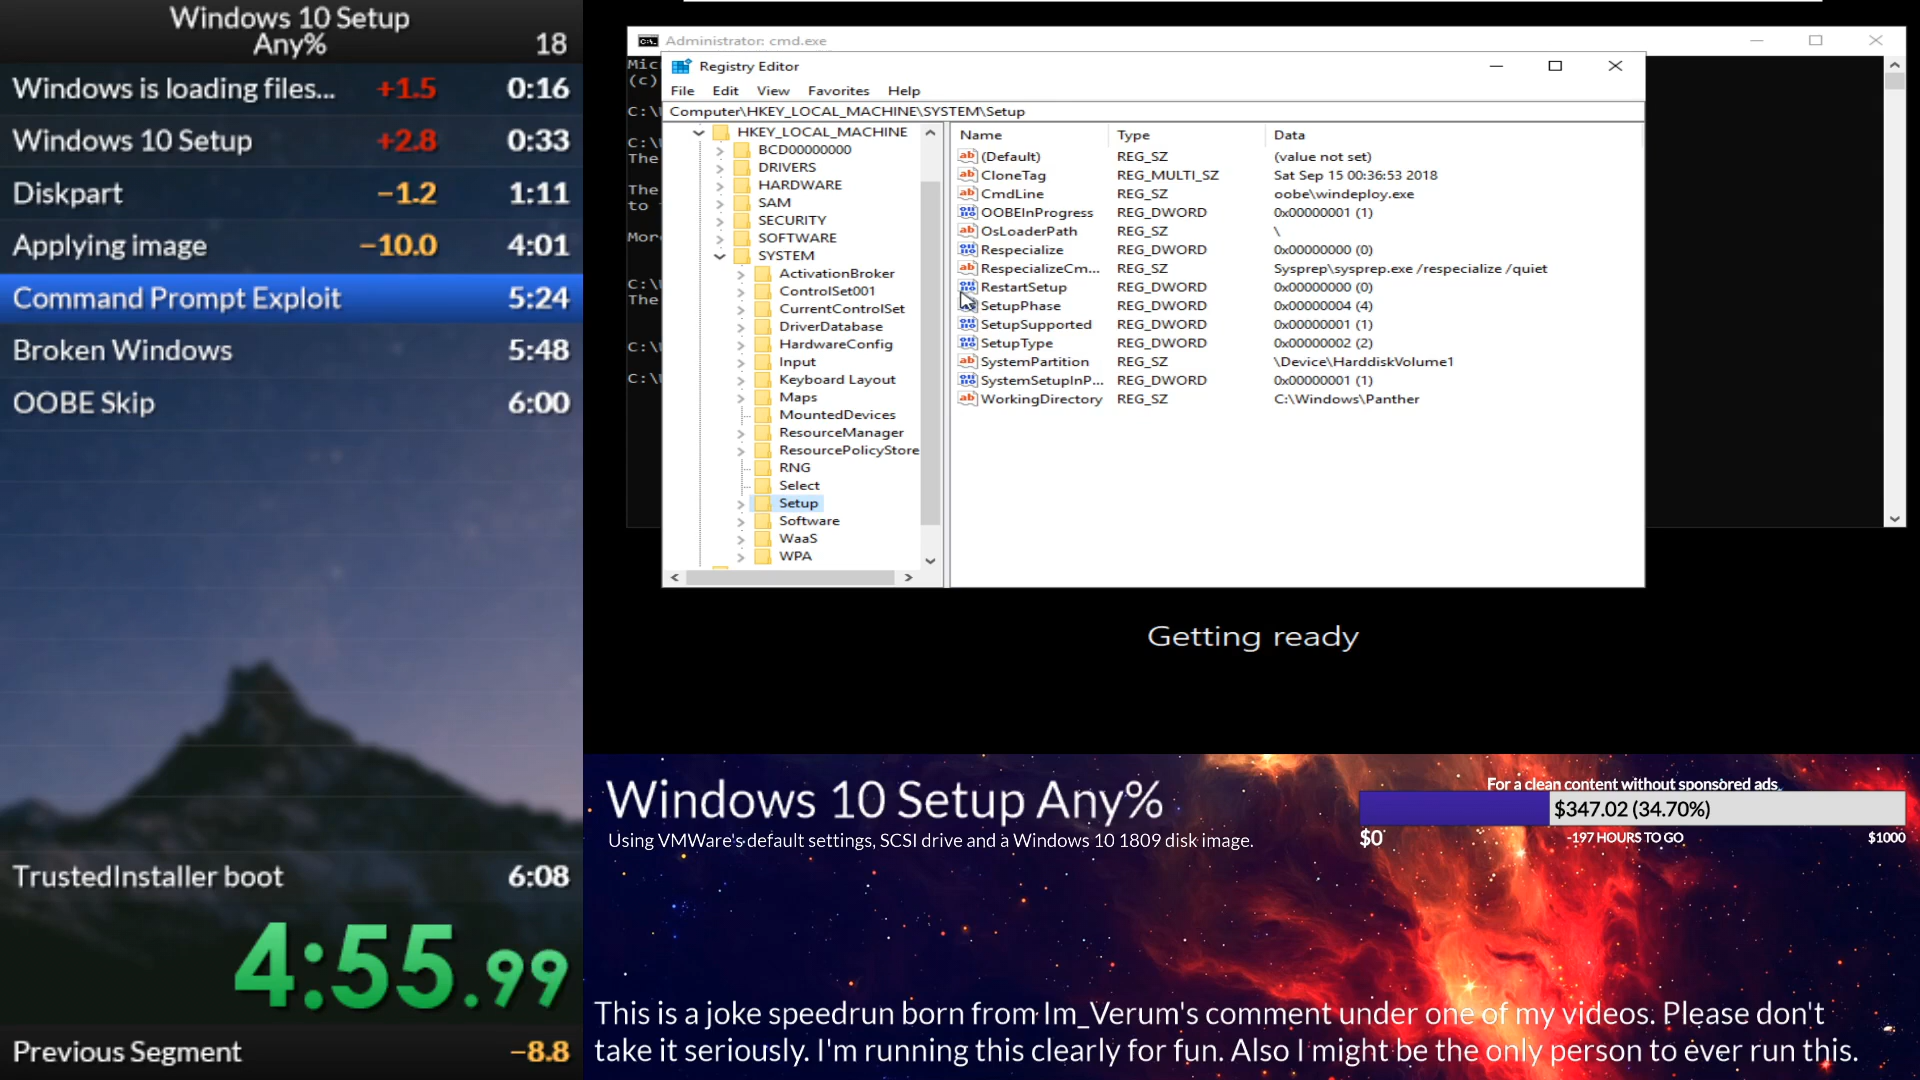 Windows 10 Setup
Any%
18
Windows is loading files... +1.5 0:16
Windows 10 Setup +2.8 0:33
Diskpart −1.2 1:11
Applying image −10.0 4:01
Command Prompt Exploit 5:24
Broken Windows 5:48
OOBE Skip 6:00
TrustedInstaller boot 6:08
4:55.99
Previous Segment −8.8
Administrator: cmd.exe
Mic
(c)
C:\
C:\
The
The
to
Mor
C:\
The
C:\
C:\
Registry Editor
File Edit View Favorites Help
Computer\HKEY_LOCAL_MACHINE\SYSTEM\Setup
HKEY_LOCAL_MACHINE
BCD00000000
DRIVERS
HARDWARE
SAM
SECURITY
SOFTWARE
SYSTEM
ActivationBroker
ControlSet001
CurrentControlSet
DriverDatabase
HardwareConfig
Input
Keyboard Layout
Maps
MountedDevices
ResourceManager
ResourcePolicyStore
RNG
Select
Setup
Software
WaaS
WPA
Name Type Data
(Default) REG_SZ (value not set)
CloneTag REG_MULTI_SZ Sat Sep 15 00:36:53 2018
CmdLine REG_SZ oobe\windeploy.exe
OOBEInProgress REG_DWORD 0x00000001 (1)
OsLoaderPath REG_SZ \
Respecialize REG_DWORD 0x00000000 (0)
RespecializeCm... REG_SZ Sysprep\sysprep.exe /respecialize /quiet
RestartSetup REG_DWORD 0x00000000 (0)
SetupPhase REG_DWORD 0x00000004 (4)
SetupSupported REG_DWORD 0x00000001 (1)
SetupType REG_DWORD 0x00000002 (2)
SystemPartition REG_SZ \Device\HarddiskVolume1
SystemSetupInP... REG_DWORD 0x00000001 (1)
WorkingDirectory REG_SZ C:\Windows\Panther
Getting ready
Windows 10 Setup Any%
Using VMWare's default settings, SCSI drive and a Windows 10 1809 disk image.
For a clean content without sponsored ads
$347.02 (34.70%)
$0 -197 HOURS TO GO $1000
This is a joke speedrun born from Im_Verum's comment under one of my videos. Please don't
take it seriously. I'm running this clearly for fun. Also I might be the only person to ever run this.